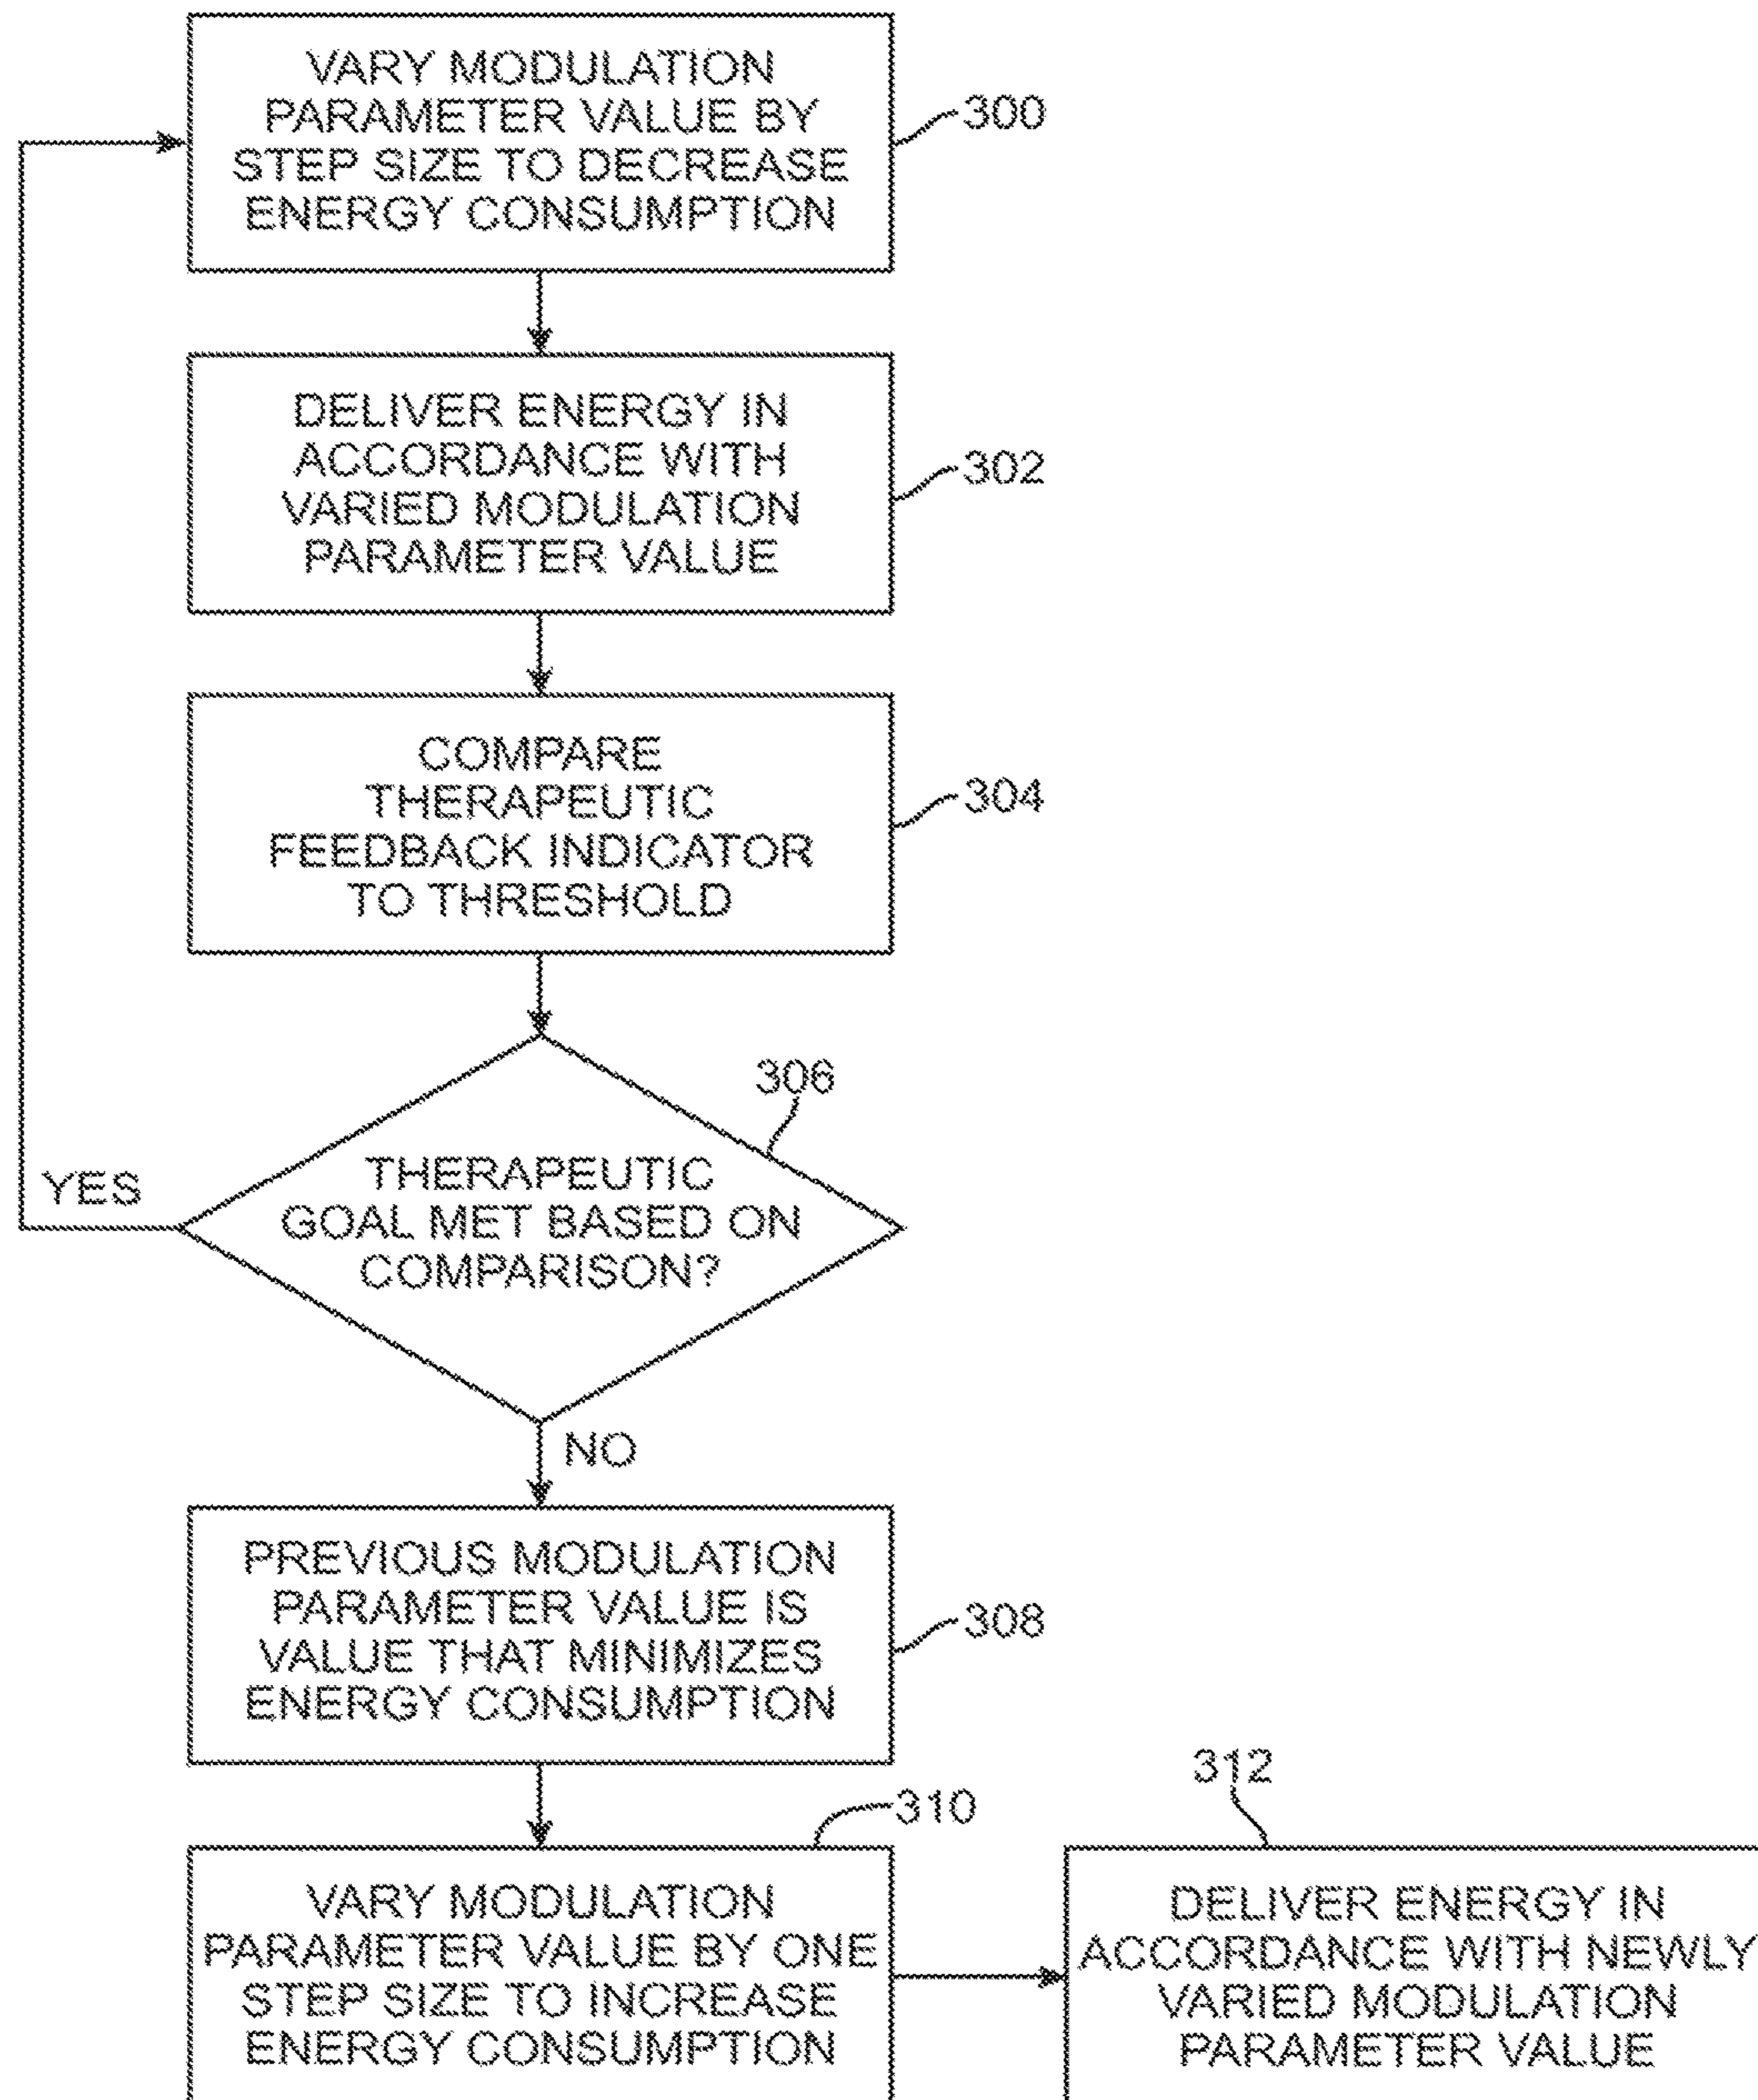 VARY MODULATION
PARAMETER VALUE BY
STEP SIZE TO DECREASE
ENERGY CONSUMPTION
300
DELIVER ENERGY IN
ACCORDANCE WITH
VARIED MODULATION
PARAMETER VALUE
302
COMPARE
THERAPEUTIC
FEEDBACK INDICATOR
TO THRESHOLD
304
306
THERAPEUTIC
GOAL MET BASED ON
COMPARISON?
YES
NO
PREVIOUS MODULATION
PARAMETER VALUE IS
VALUE THAT MINIMIZES
ENERGY CONSUMPTION
308
310
VARY MODULATION
PARAMETER VALUE BY ONE
STEP SIZE TO INCREASE
ENERGY CONSUMPTION
312
DELIVER ENERGY IN
ACCORDANCE WITH NEWLY
VARIED MODULATION
PARAMETER VALUE